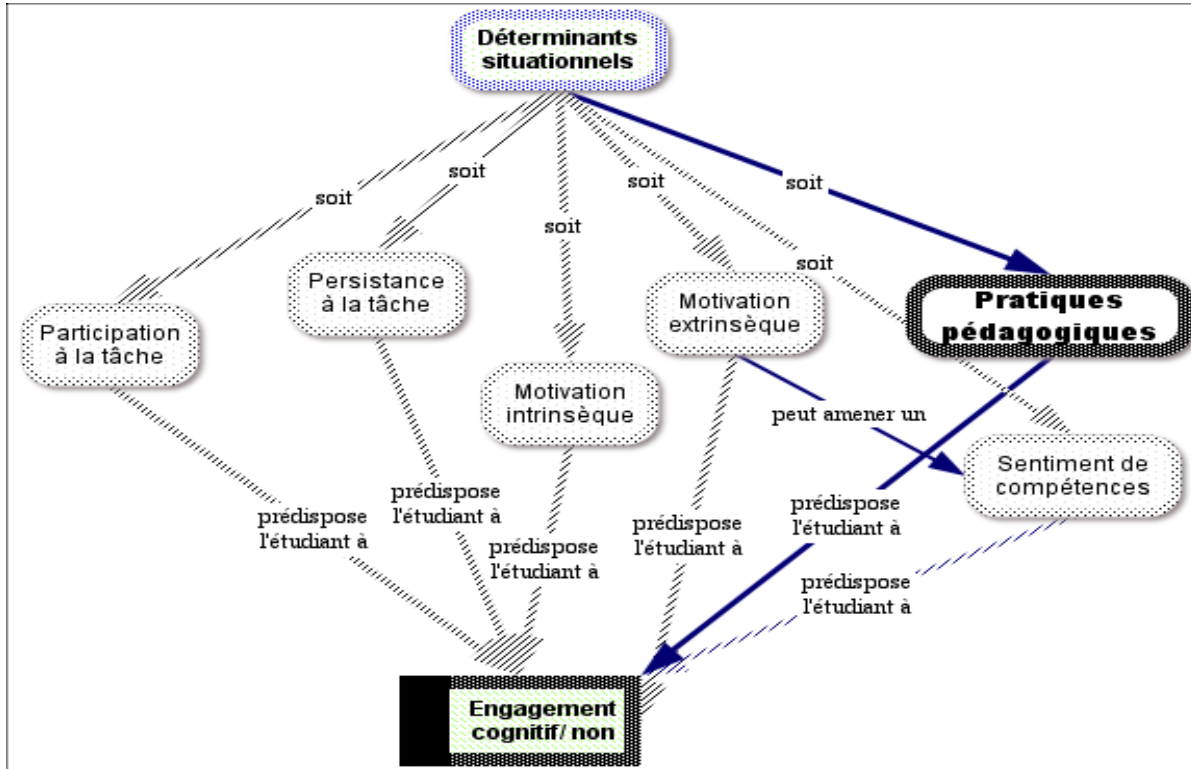 Déterminants
situationnels
soit
soit
soit
soit
soit
soit
Participation
à la tâche
Persistance
à la tâche
Motivation
intrinsèque
Motivation
extrinsèque
Pratiques
pédagogiques
peut amener un
Sentiment de
compétences
prédispose
l'étudiant à
prédispose
l'étudiant à
prédispose
l'étudiant à
prédispose
l'étudiant à
prédispose
l'étudiant à
prédispose
l'étudiant à
Engagement
cognitif/ non